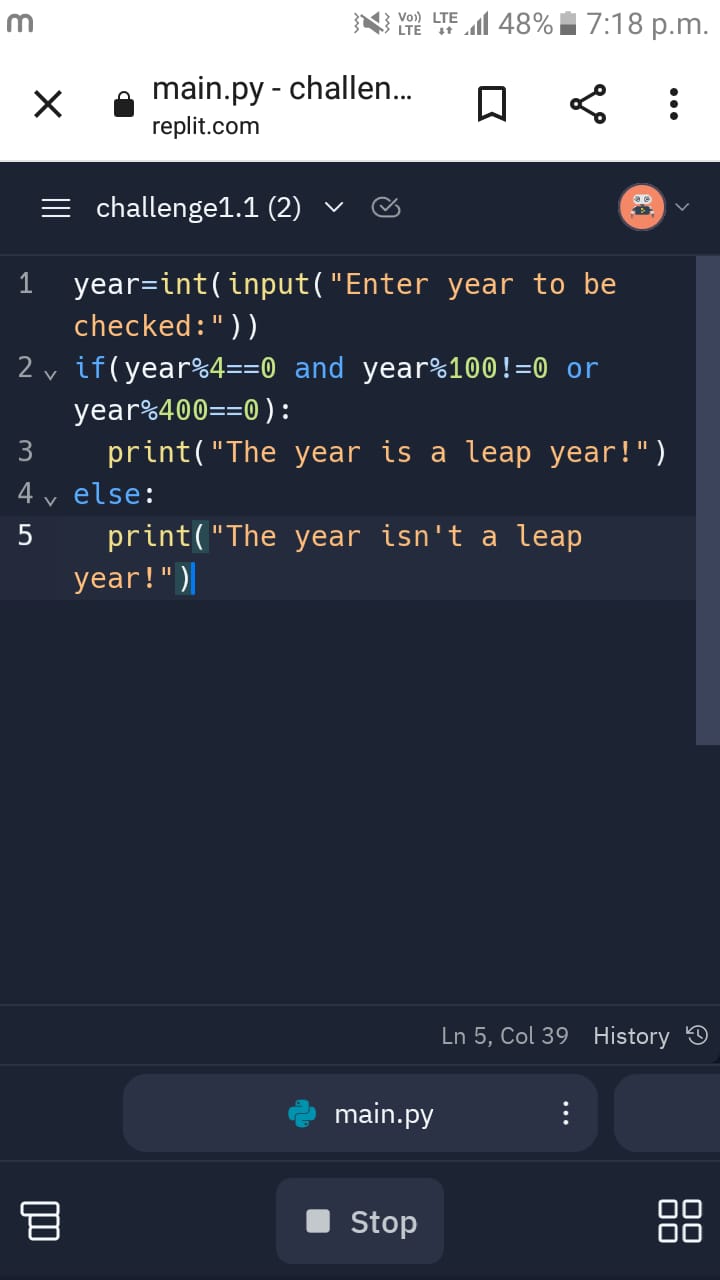 m Vo)) LTE LTE 48% 7:18 p.m.
main.py - challen...
replit.com
challenge1.1 (2)
1 year=int(input("Enter year to be
checked:"))
2 if(year%4==0 and year%100!=0 or
year%400==0):
3 print("The year is a leap year!")
4 else:
5 print("The year isn't a leap
year!")
Ln 5, Col 39 History
main.py
Stop